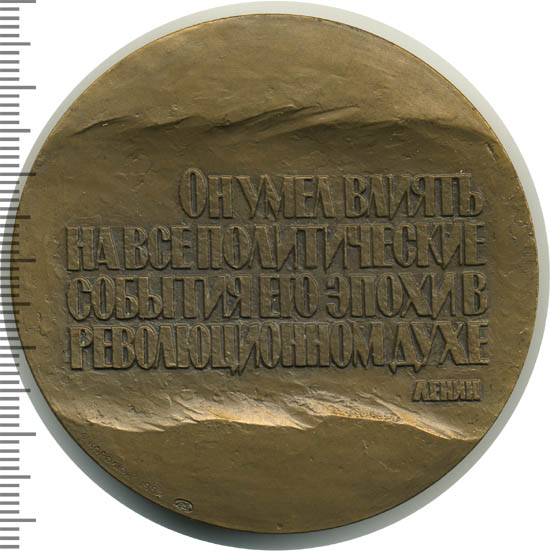 ОН УМЕЛ ВЛИЯТЬ
НА ВСЕ ПОЛИТИЧЕСКИЕ
СОБЫТИЯ ЕГО ЭПОХИ В
РЕВОЛЮЦИОННОМ ДУХЕ
ЛЕНИН